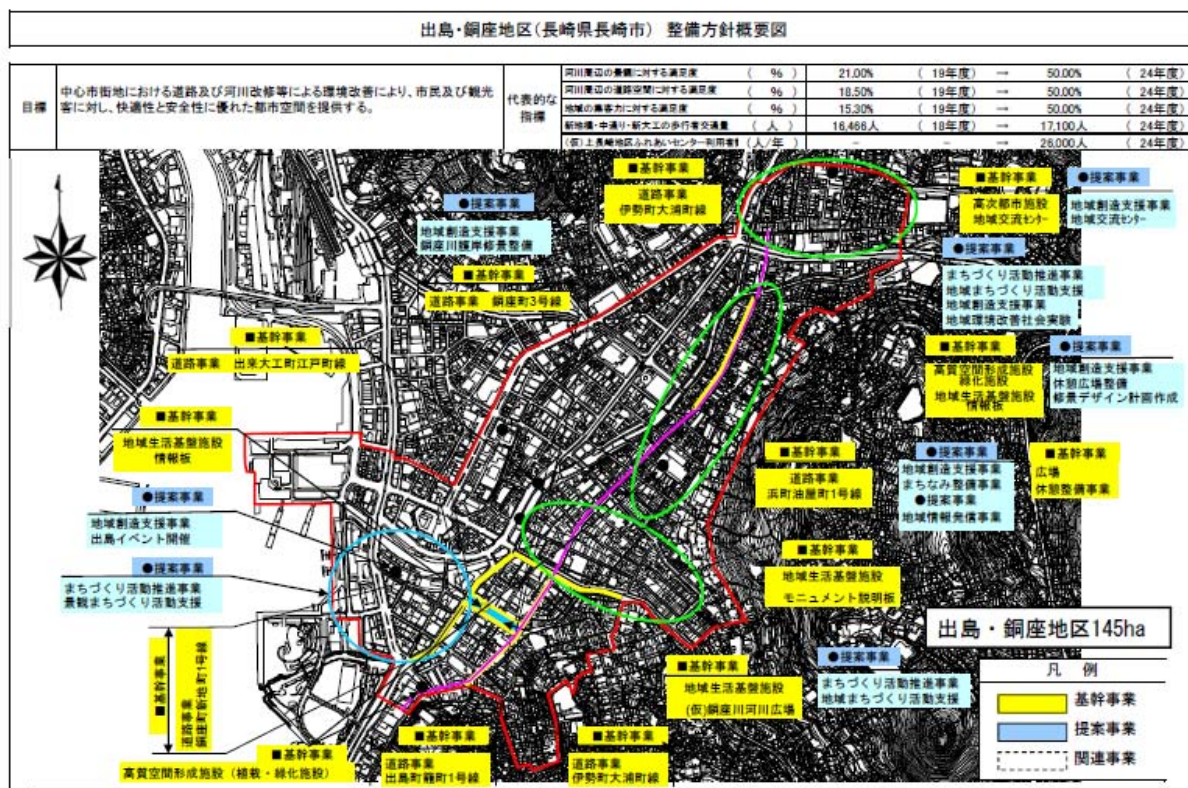 出島・銅座地区(長崎県長崎市) 整備方針概要図
目標
中心市街地における道路及び河川改修等による環境改善により、市民及び観光
客に対し、快適性と安全性に優れた都市空間を提供する。
代表的な
指標
河川周辺の景観に対する満足度 ( % ) 21.00% ( 19年度) → 50.00% ( 24年度)
河川周辺の道路空間に対する満足度 ( % ) 18.50% ( 19年度) → 50.00% ( 24年度)
地域の集客力に対する満足度 ( % ) 15.30% ( 19年度) → 50.00% ( 24年度)
新地橋・中通り・新大工の歩行者交通量 ( 人 ) 16,466人 ( 18年度) → 17,100人 ( 24年度)
(仮)上長崎地区ふれあいセンター利用者 (人/年) - - → 26,000人 ( 24年度)
■基幹事業
道路事業
伊勢町大浦町線
●提案事業
地域創造支援事業
銅座川護岸修景整備
■基幹事業
道路事業 銅座町3号線
■基幹事業
道路事業 出来大工町江戸町線
■基幹事業
地域生活基盤施設
情報板
●提案事業
地域創造支援事業
出島イベント開催
●提案事業
まちづくり活動推進事業
景観まちづくり活動支援
■基幹事業
道路事業
銅座町新地町1号線
■基幹事業
高質空間形成施設（植栽・緑化施設）
■基幹事業
道路事業
出島町籠町1号線
■基幹事業
道路事業
伊勢町大浦町線
■基幹事業
高次都市施設
地域交流センター
●提案事業
地域創造支援事業
地域交流センター
●提案事業
まちづくり活動推進事業
地域まちづくり活動支援
地域創造支援事業
地域環境改善社会実験
■基幹事業
高質空間形成施設
緑化施設
地域生活基盤施設
情報板
●提案事業
地域創造支援事業
休憩広場整備
修景デザイン計画作成
■基幹事業
道路事業
浜町油屋町1号線
●提案事業
地域創造支援事業
まちなみ整備事業
●提案事業
地域情報発信事業
■基幹事業
広場
休憩整備事業
■基幹事業
地域生活基盤施設
モニュメント説明板
■基幹事業
地域生活基盤施設
(仮)銅座川河川広場
●提案事業
まちづくり活動推進事業
地域まちづくり活動支援
出島・銅座地区145ha
凡 例
基幹事業
提案事業
関連事業